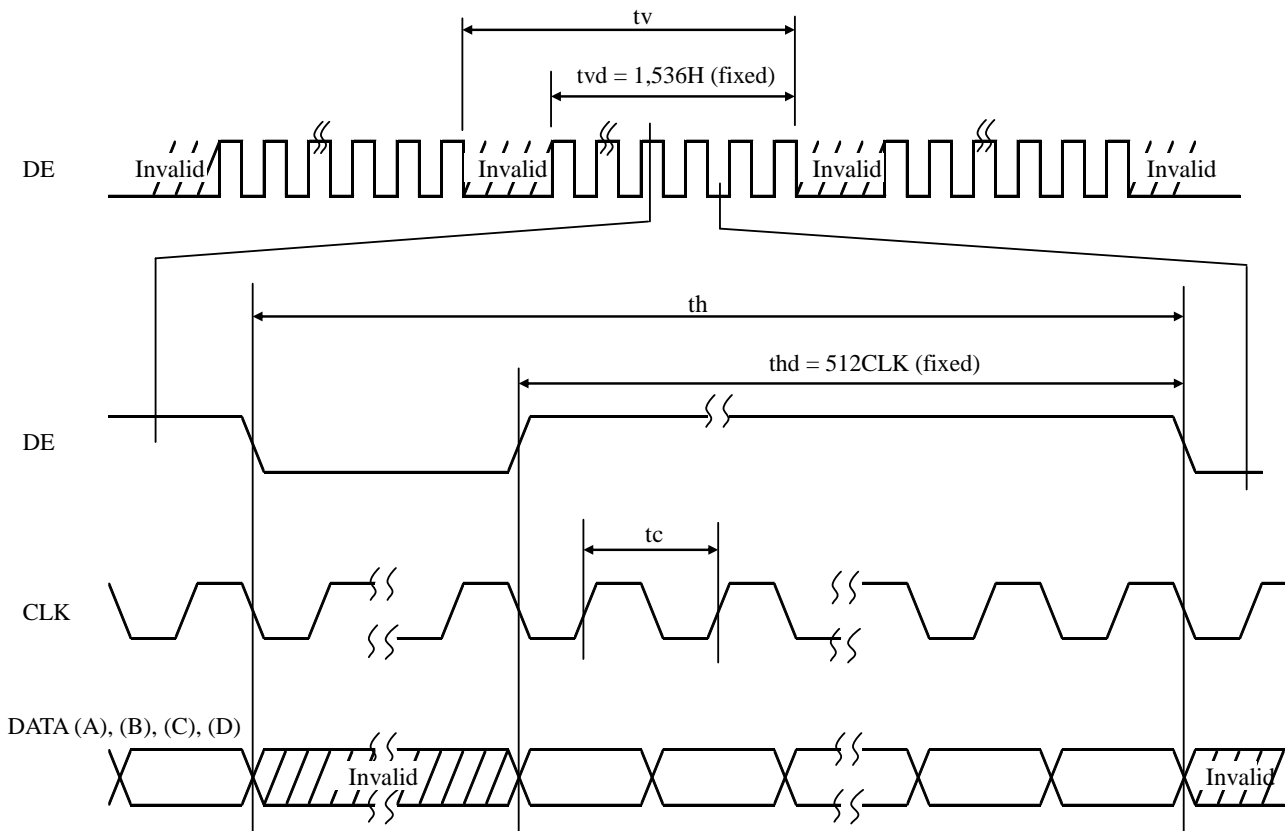 tv
tvd = 1,536H (fixed)
DE
Invalid
Invalid
Invalid
Invalid
th
thd = 512CLK (fixed)
DE
tc
CLK
DATA (A), (B), (C), (D)
Invalid
Invalid